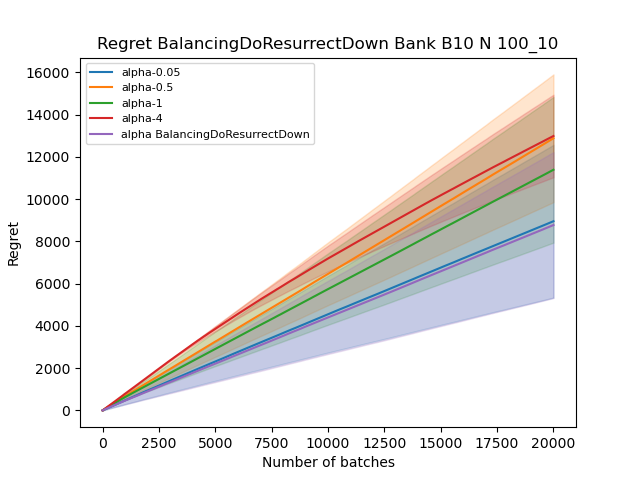 Regret BalancingDoResurrectDown Bank B10 N 100_10
alpha-0.05
alpha-0.5
alpha-1
alpha-4
alpha BalancingDoResurrectDown
Regret
16000
14000
12000
10000
8000
6000
4000
2000
0
0 2500 5000 7500 10000 12500 15000 17500 20000
Number of batches